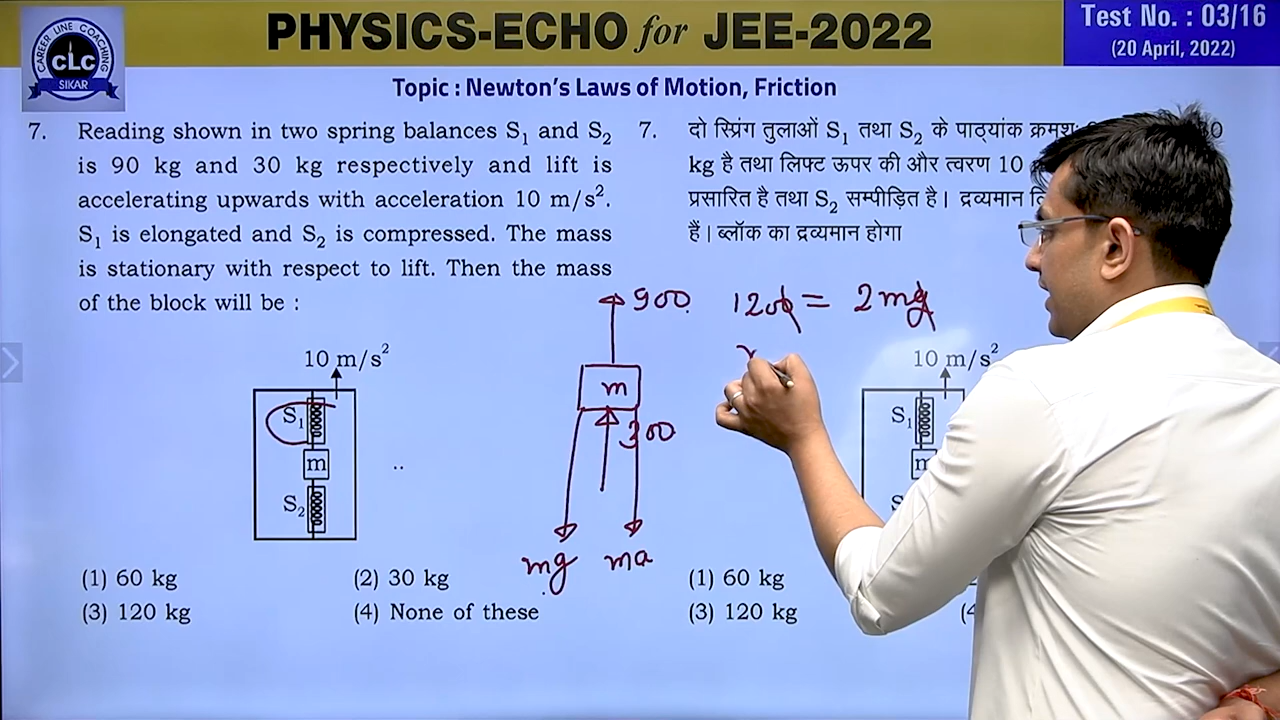 PHYSICS-ECHO for JEE-2022
Test No. : 03/16
(20 April, 2022)
CAREER LINE COACHING
CLC
SIKAR
Topic : Newton's Laws of Motion, Friction
7. Reading shown in two spring balances S₁ and S₂
is 90 kg and 30 kg respectively and lift is
accelerating upwards with acceleration 10 m/s².
S₁ is elongated and S₂ is compressed. The mass
is stationary with respect to lift. Then the mass
of the block will be :
10 m/s²
S₁
m
S₂
(1) 60 kg (2) 30 kg
(3) 120 kg (4) None of these
900
m
300
mg ma
1200 = 2mg
7. दो स्प्रिंग तुलाओं S₁ तथा S₂ के पाठ्यांक क्रमशः
kg है तथा लिफ्ट ऊपर की और त्वरण 10
प्रसारित है तथा S₂ सम्पीड़ित है। द्रव्यमान
हैं। ब्लॉक का द्रव्यमान होगा
10 m/s²
S₁
m
(1) 60 kg
(3) 120 kg